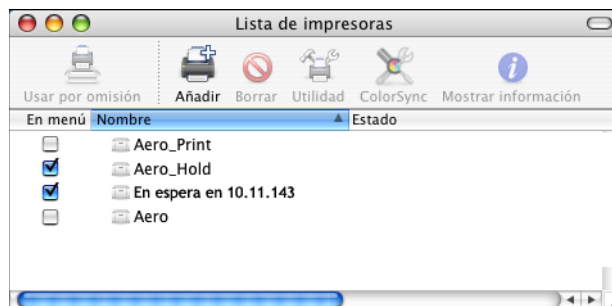 Lista de impresoras
Usar por omisión Añadir Borrar Utilidad ColorSync Mostrar información
En menú Nombre Estado
Aero_Print
Aero_Hold
En espera en 10.11.143
Aero